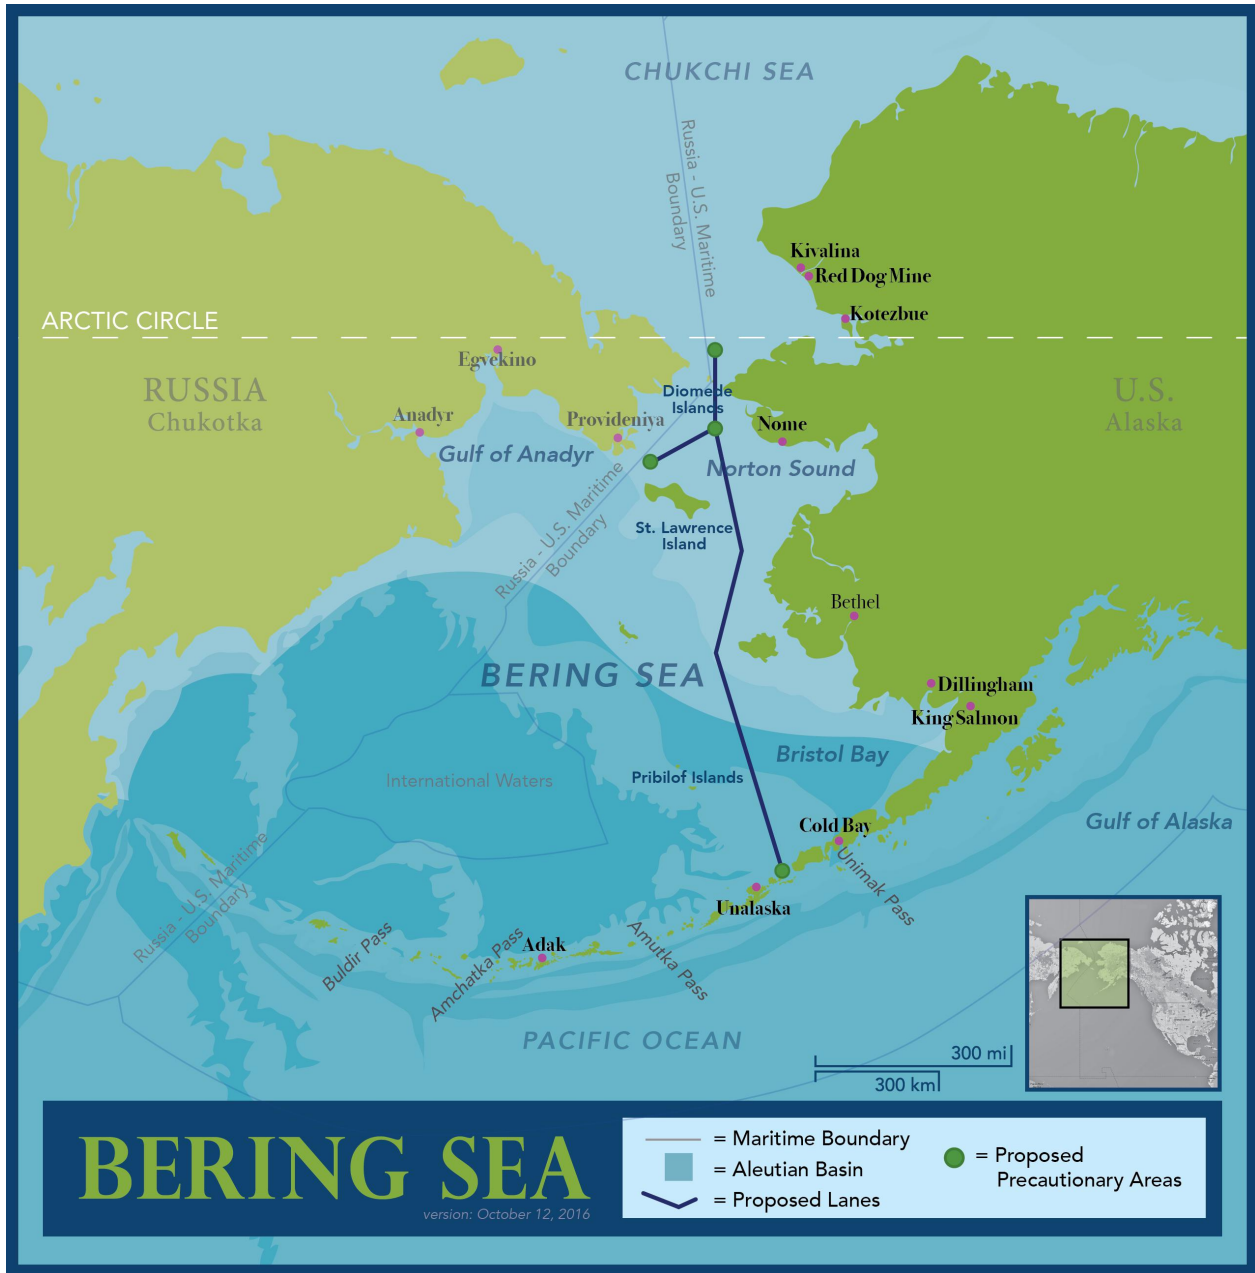 CHUKCHI SEA
Russia - U.S. Maritime
Boundary
Kivalina
Red Dog Mine
Kotezbue
ARCTIC CIRCLE
Egvekino
RUSSIA
Chukotka
Diomede
Islands
U.S.
Alaska
Anadyr
Provideniya
Nome
Gulf of Anadyr
Norton Sound
Russia - U.S. Maritime
Boundary
St. Lawrence
Island
Bethel
BERING SEA
Dillingham
King Salmon
Bristol Bay
International Waters
Pribilof Islands
Gulf of Alaska
Cold Bay
Unimak Pass
Russia - U.S. Maritime
Boundary
Unalaska
Buldir Pass
Amchatka Pass
Adak
Amutka Pass
PACIFIC OCEAN
300 mi
300 km
BERING SEA
version: October 12, 2016
= Maritime Boundary
= Aleutian Basin
= Proposed Lanes
= Proposed
Precautionary Areas